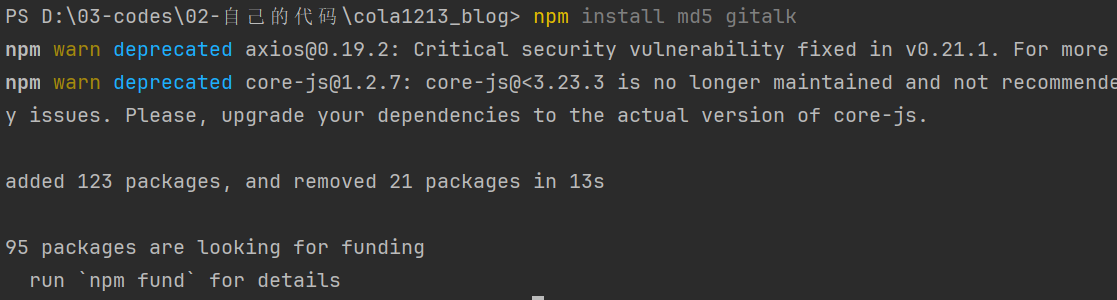 PS D:\03-codes\02-自己的代码\cola1213_blog> npm install md5 gitalk
npm warn deprecated axios@0.19.2: Critical security vulnerability fixed in v0.21.1. For more
npm warn deprecated core-js@1.2.7: core-js@<3.23.3 is no longer maintained and not recommende
y issues. Please, upgrade your dependencies to the actual version of core-js.
added 123 packages, and removed 21 packages in 13s
95 packages are looking for funding
  run `npm fund` for details